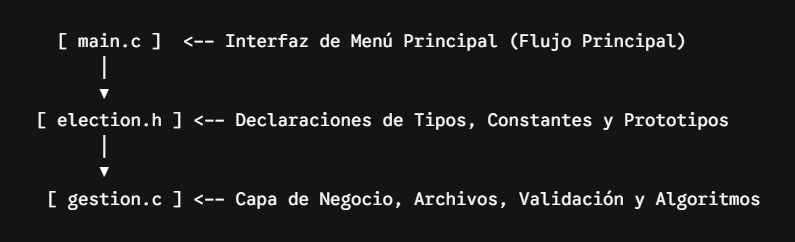 [ main.c ] <-- Interfaz de Menú Principal (Flujo Principal)
[ election.h ] <-- Declaraciones de Tipos, Constantes y Prototipos
[ gestion.c ] <-- Capa de Negocio, Archivos, Validación y Algoritmos